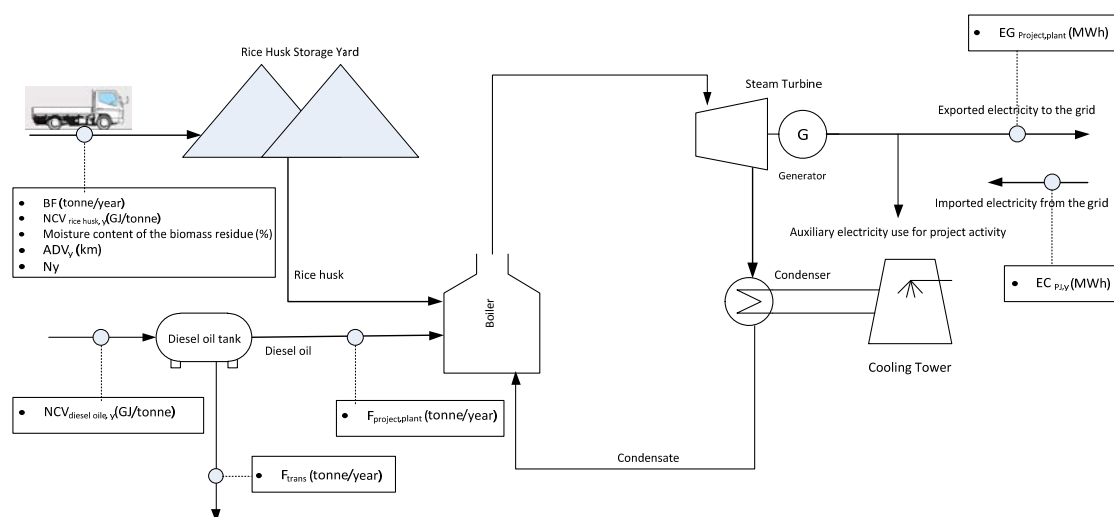 EG Project,plant (MWh)
Rice Husk Storage Yard
Steam Turbine
Exported electricity to the grid
G
Generator
BF (tonne/year)
NCV rice husk, y (GJ/tonne)
Moisture content of the biomass residue (%)
ADVy (km)
Ny
Imported electricity from the grid
Auxiliary electricity use for project activity
Rice husk
Condenser
EC PJ,y (MWh)
Boiler
Diesel oil tank
Diesel oil
Cooling Tower
NCVdiesel oile, y (GJ/tonne)
Fproject,plant (tonne/year)
Condensate
Ftrans (tonne/year)